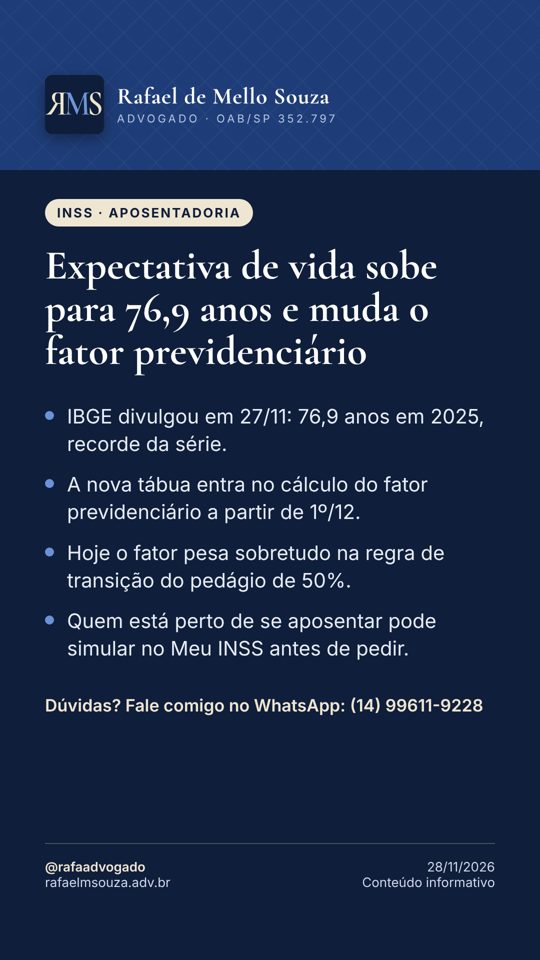 RMS
Rafael de Mello Souza
ADVOGADO · OAB/SP 352.797
INSS · APOSENTADORIA
Expectativa de vida sobe
para 76,9 anos e muda o
fator previdenciário
IBGE divulgou em 27/11: 76,9 anos em 2025,
recorde da série.
A nova tábua entra no cálculo do fator
previdenciário a partir de 1º/12.
Hoje o fator pesa sobretudo na regra de
transição do pedágio de 50%.
Quem está perto de se aposentar pode
simular no Meu INSS antes de pedir.
Dúvidas? Fale comigo no WhatsApp: (14) 99611-9228
@rafaadvogado
rafaelmsouza.adv.br
28/11/2026
Conteúdo informativo